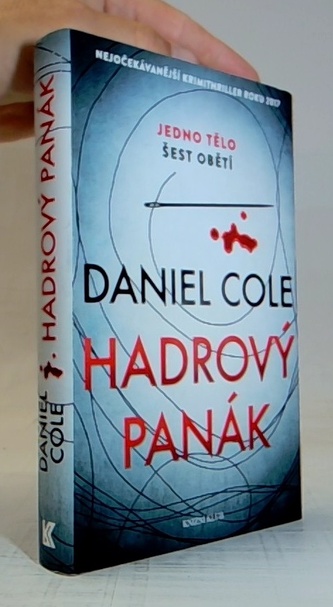 NEJOČEKÁVANĚJŠÍ KRIMITHRILLER ROKU 2017
JEDNO TĚLO
ŠEST OBĚTÍ
DANIEL COLE
HADROVÝ
PANÁK
KNIŽNÍ KLUB
DANIEL
COLE
HADROVÝ PANÁK
K